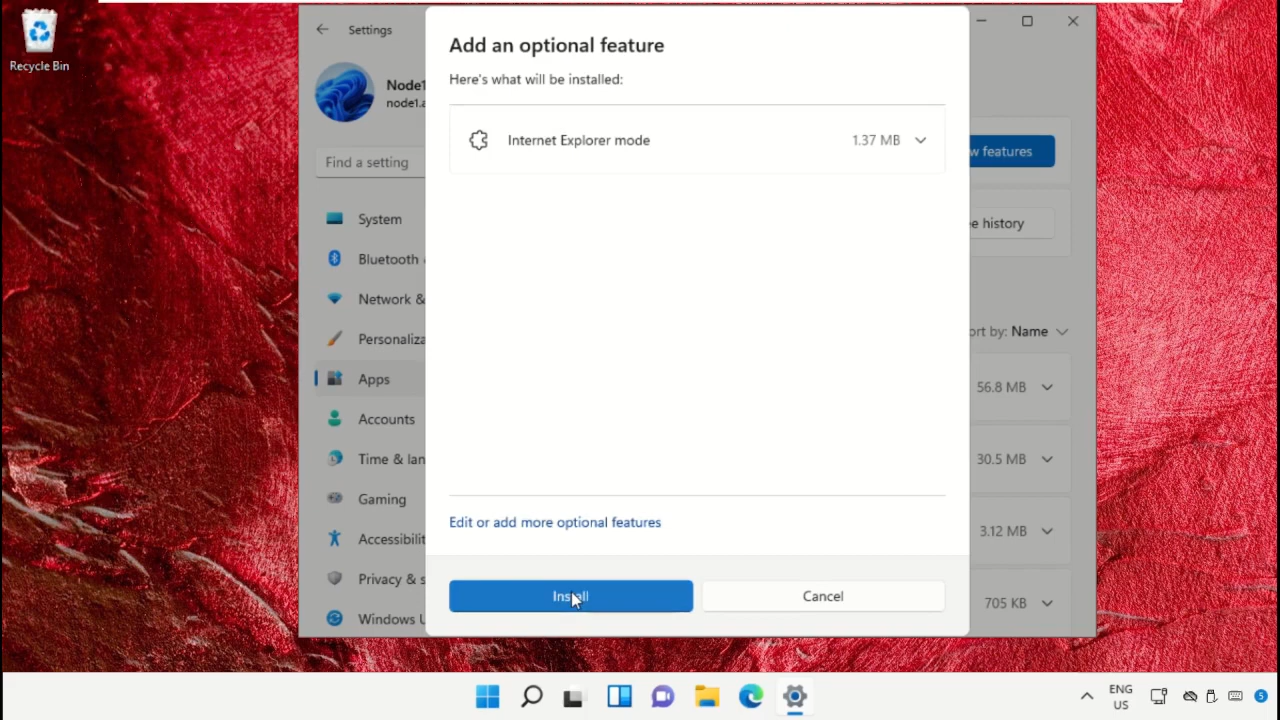 Recycle Bin
Settings
Node1
node1.a
Find a setting
System
Bluetooth
Network &
Personaliza
Apps
Accounts
Time & lan
Gaming
Accessibilit
Privacy & s
Windows U
Add an optional feature
Here's what will be installed:
Internet Explorer mode 1.37 MB
Edit or add more optional features
Install Cancel
w features
e history
ort by: Name
56.8 MB
30.5 MB
3.12 MB
705 KB
ENG
US
5